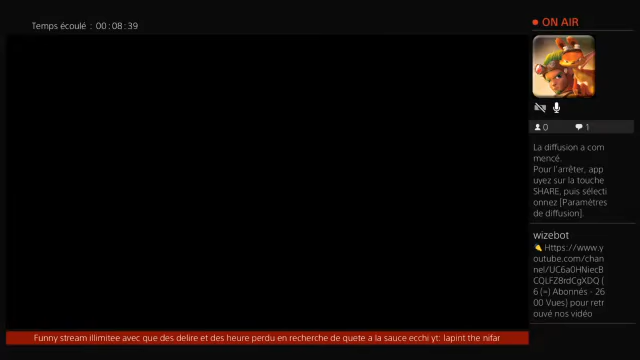 Temps écoulé : 00:08:39
ON AIR
0 1
La diffusion a com
mencé.
Pour l'arrêter, app
uyez sur la touche
SHARE, puis sélecti
onnez [Paramètres
de diffusion].
wizebot
Https://www.y
outube.com/chan
nel/UC6a0HNiecB
CQLFZ8rdCgXDQ (
6 (=) Abonnés - 26
00 Vues) pour retr
ouvé nos vidéo
Funny stream illimitee avec que des delire et des heure perdu en recherche de quete a la sauce ecchi yt: lapint the nifar